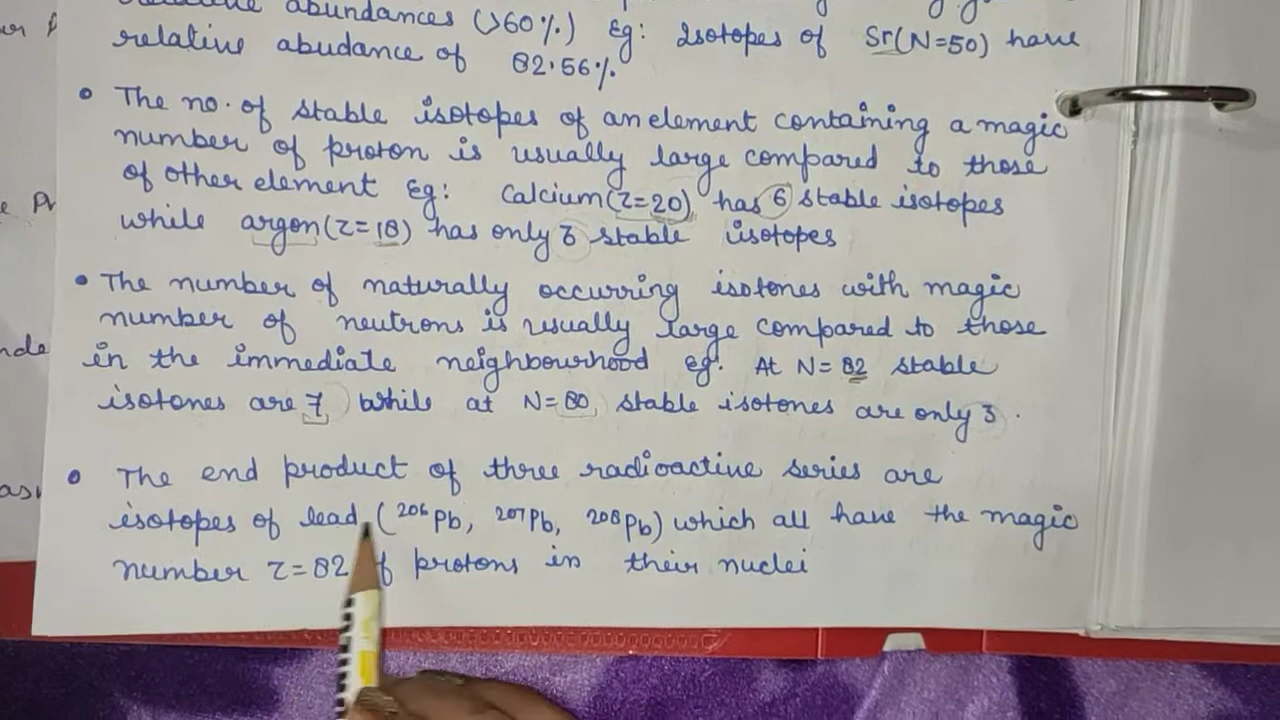 abundances (>60%) Eg: Isotopes of Sr(N=50) have
relative abudance of 82.56%.
• The no. of stable isotopes of an element containing a magic
number of proton is usually large compared to those
of other element Eg: Calcium(Z=20) has 6 stable isotopes
while argon(Z=18) has only 3 stable isotopes
• The number of naturally occurring isotones with magic
number of neutrons is usually large compared to those
in the immediate neighbourhood eg: At N=82 stable
isotones are 7 while at N=80 stable isotones are only 3.
• The end product of three radioactive series are
isotopes of lead (²⁰⁶Pb, ²⁰⁷Pb, ²⁰⁸Pb) which all have the magic
number Z=82 of protons in their nuclei